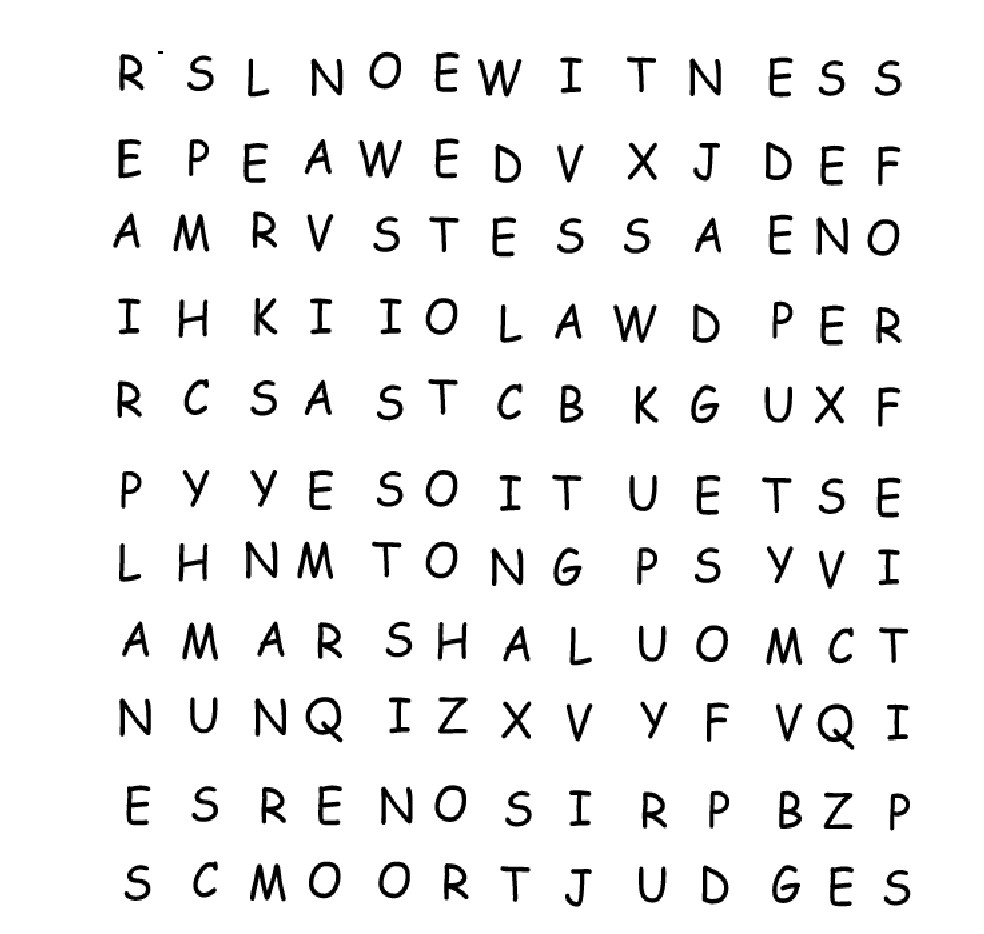 R S L N O E W I T N E S S
E P E A W E D V X J D E F
A M R V S T E S S A E N O
I H K I I O L A W D P E R
R C S A S T C B K G U X F
P Y Y E S O I T U E T S E
L H N M T O N G P S Y V I
A M A R S H A L U O M C T
N U N Q I Z X V Y F V Q I
E S R E N O S I R P B Z P
S C M O O R T J U D G E S